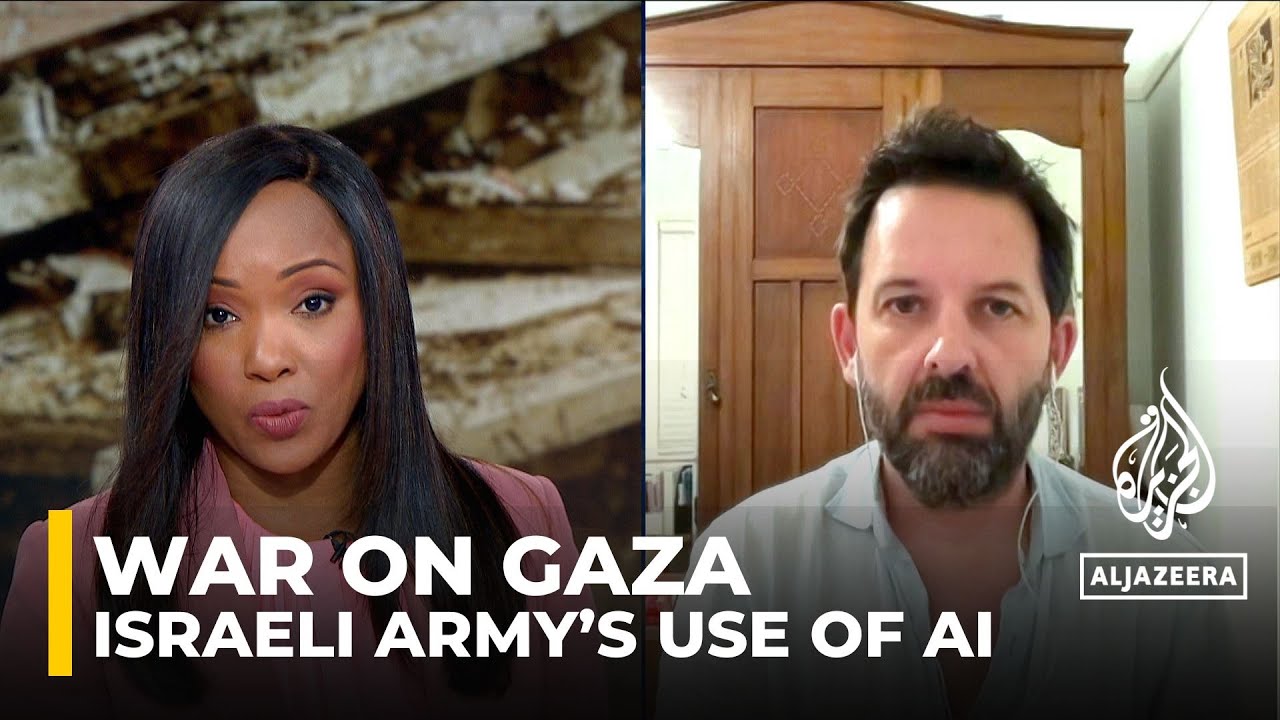 WAR ON GAZA
ISRAELI ARMY'S USE OF AI
الجزيرة
ALJAZEERA